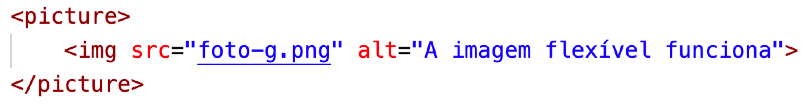 <picture>
<img src="foto-g.png" alt="A imagem flexível funciona">
</picture>